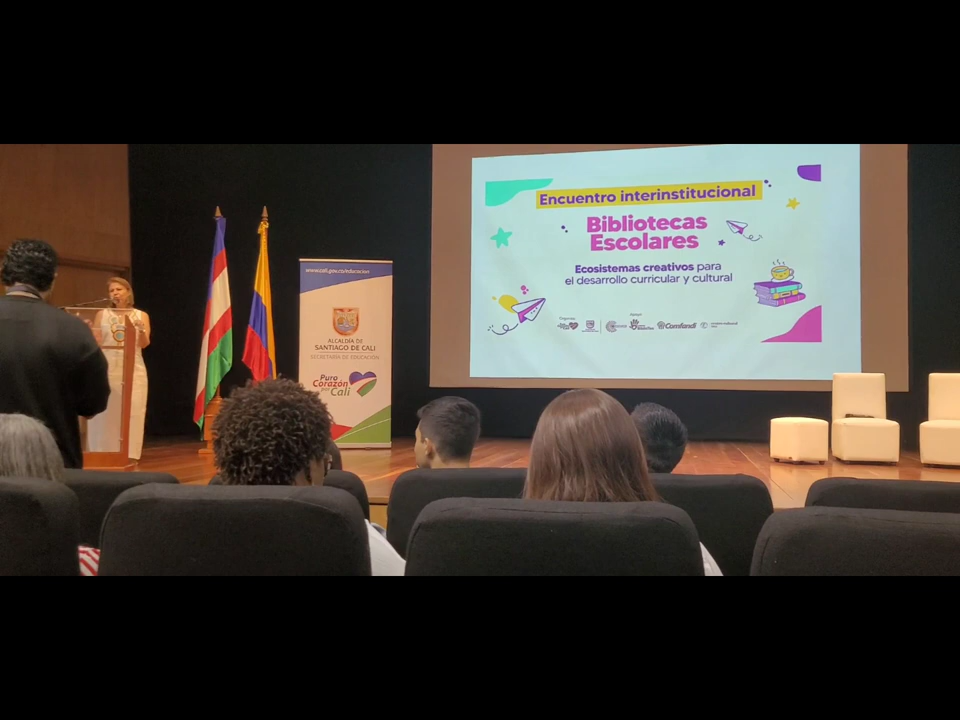 www.cali.gov.co/educacion
ALCALDÍA DE
SANTIAGO DE CALI
SECRETARÍA DE EDUCACIÓN
Puro
Corazón
por Cali
Encuentro interinstitucional
Bibliotecas
Escolares
Ecosistemas creativos para
el desarrollo curricular y cultural
Comfandi